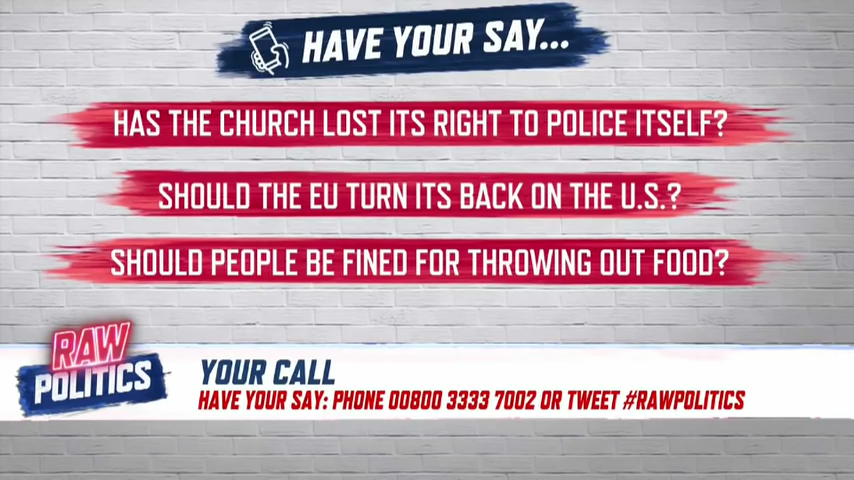 HAVE YOUR SAY...
HAS THE CHURCH LOST ITS RIGHT TO POLICE ITSELF?
SHOULD THE EU TURN ITS BACK ON THE U.S.?
SHOULD PEOPLE BE FINED FOR THROWING OUT FOOD?
RAW
POLITICS
YOUR CALL
HAVE YOUR SAY: PHONE 00800 3333 7002 OR TWEET #RAWPOLITICS